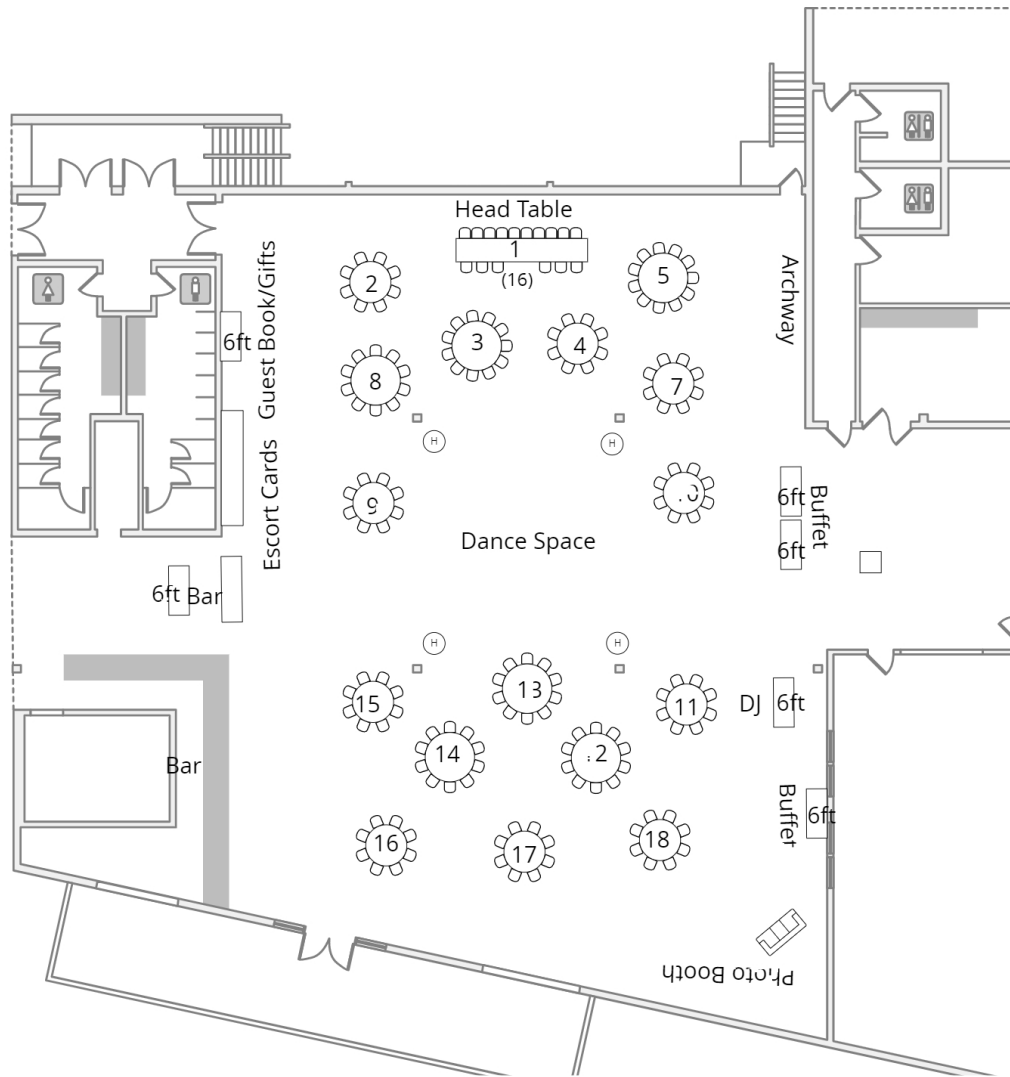 Head Table
1
(16)
2
5
3
4
Guest Book/Gifts
6ft
Archway
8
7
H
H
Escort Cards
9
6ft
Buffet
6ft
Dance Space
6ft
Bar
H
H
15
13
11
DJ
6ft
14
Bar
Buffet
6ft
16
17
18
Photo Booth